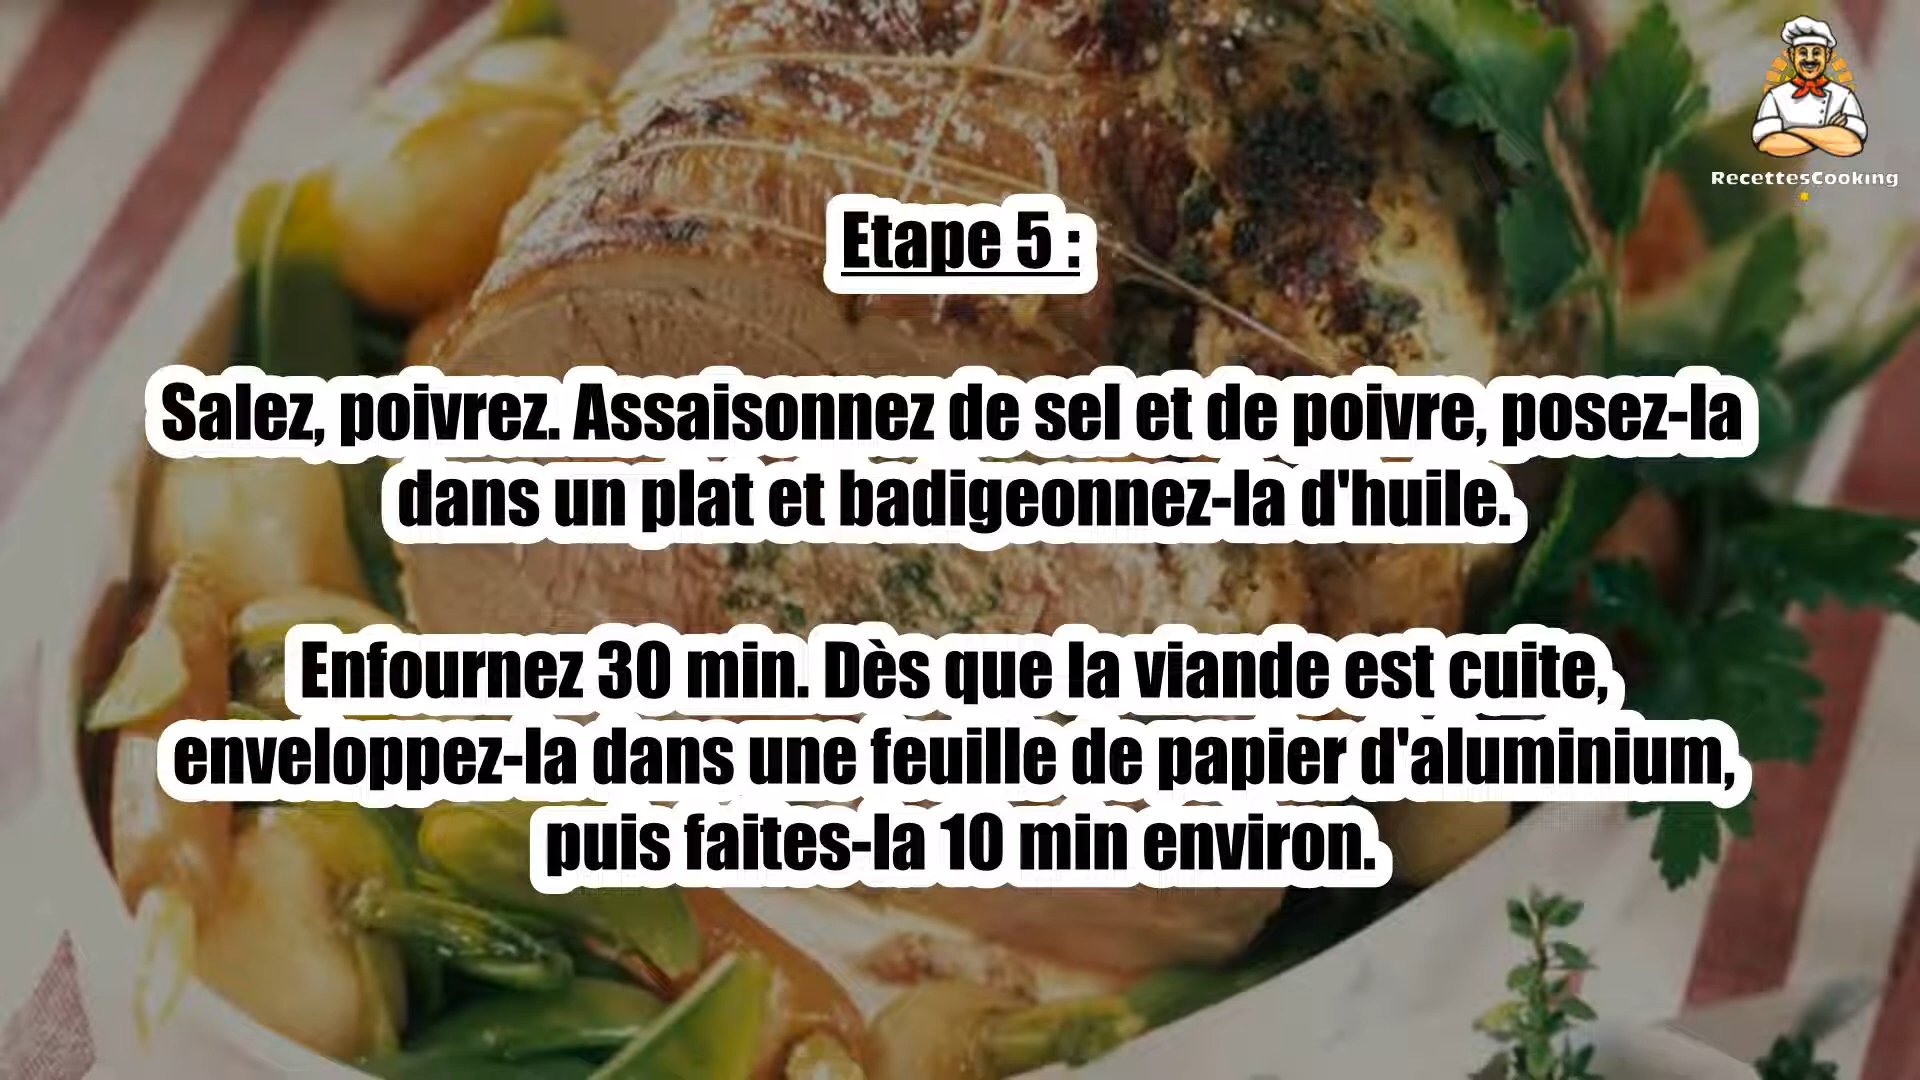 RecettesCooking
Etape 5 :
Salez, poivrez. Assaisonnez de sel et de poivre, posez-la
dans un plat et badigeonnez-la d'huile.
Enfournez 30 min. Dès que la viande est cuite,
enveloppez-la dans une feuille de papier d'aluminium,
puis faites-la 10 min environ.